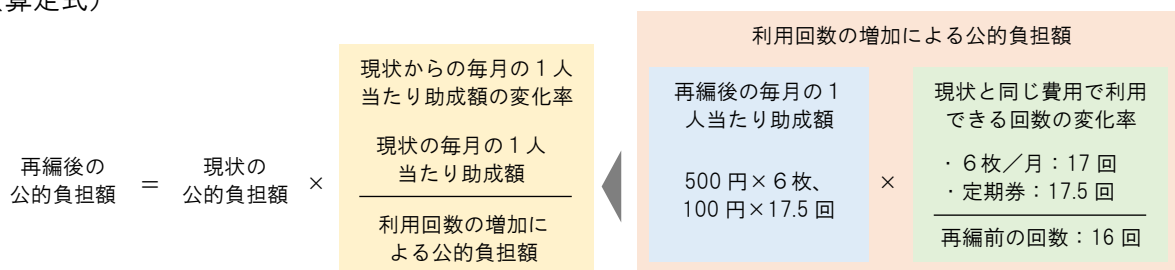 算定式）
利用回数の増加による公的負担額
現状からの毎月の１人
当たり助成額の変化率
再編後の毎月の１
人当たり助成額
現状と同じ費用で利用
できる回数の変化率
再編後の
公的負担額
＝
現状の
公的負担額
×
現状の毎月の１人
当たり助成額
利用回数の増加に
よる公的負担額
500 円×６枚、
100 円×17.5 回
×
・６枚／月：17 回
・定期券：17.5 回
再編前の回数：16 回